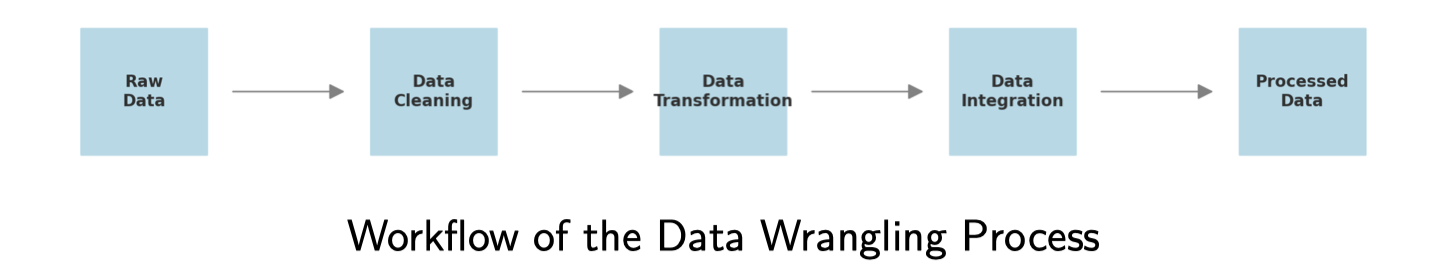 Raw
Data
Data
Cleaning
Data
Transformation
Data
Integration
Processed
Data
Workflow of the Data Wrangling Process